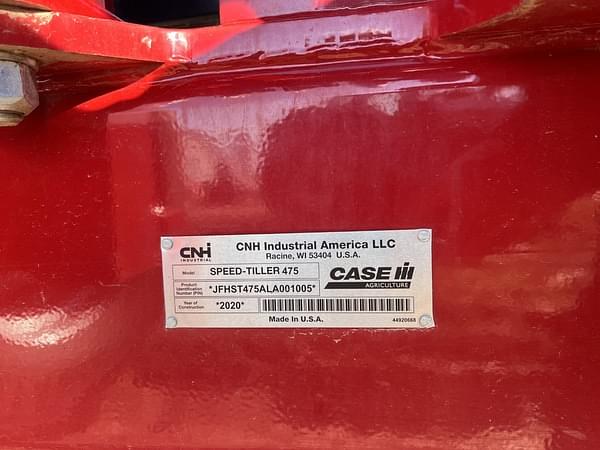 CNH
INDUSTRIAL
CNH Industrial America LLC
Racine, WI 53404 U.S.A.
Model SPEED-TILLER 475
CASE IH
AGRICULTURE
Product
Identification
Number (PIN) *JFHST475ALA001005*
Year of
Construction *2020*
Made In U.S.A.
44920668